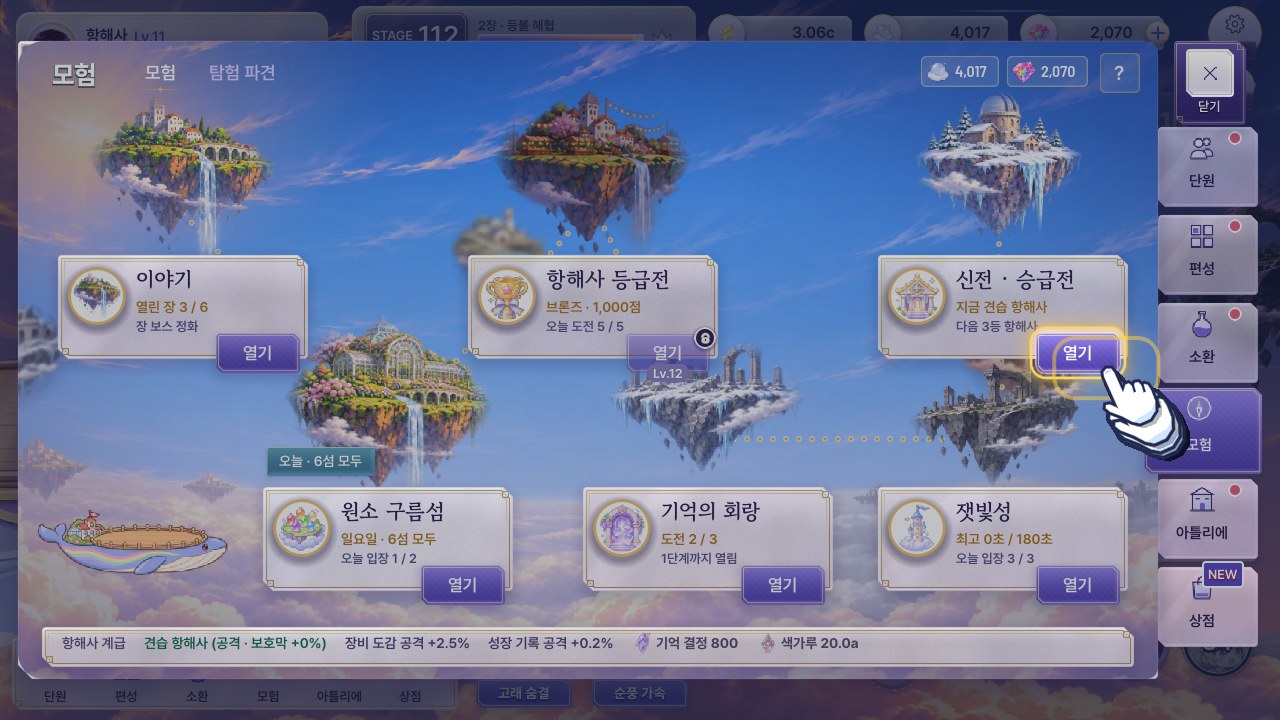 항해사 Lv.11
STAGE 112
2장 · 등불 해협
3.06c
4,017
2,070
모험
모험
탐험 파견
4,017
2,070
?
닫기
단원
편성
소환
모험
아틀리에
NEW
상점
이야기
열린 장 3 / 6
장 보스 정화
열기
항해사 등급전
브론즈 · 1,000점
오늘 도전 5 / 5
열기
Lv.12
신전 · 승급전
지금 견습 항해사
다음 3등 항해사
열기
오늘 · 6섬 모두
원소 구름섬
일요일 · 6섬 모두
오늘 입장 1 / 2
열기
기억의 회랑
도전 2 / 3
1단계까지 열림
열기
잿빛성
최고 0초 / 180초
오늘 입장 3 / 3
열기
항해사 계급 견습 항해사 (공격 · 보호막 +0%) 장비 도감 공격 +2.5% 성장 기록 공격 +0.2% 기억 결정 800 색가루 20.0a
단원 편성 소환 모험 아틀리에 상점
고래 숨결
순풍 가속